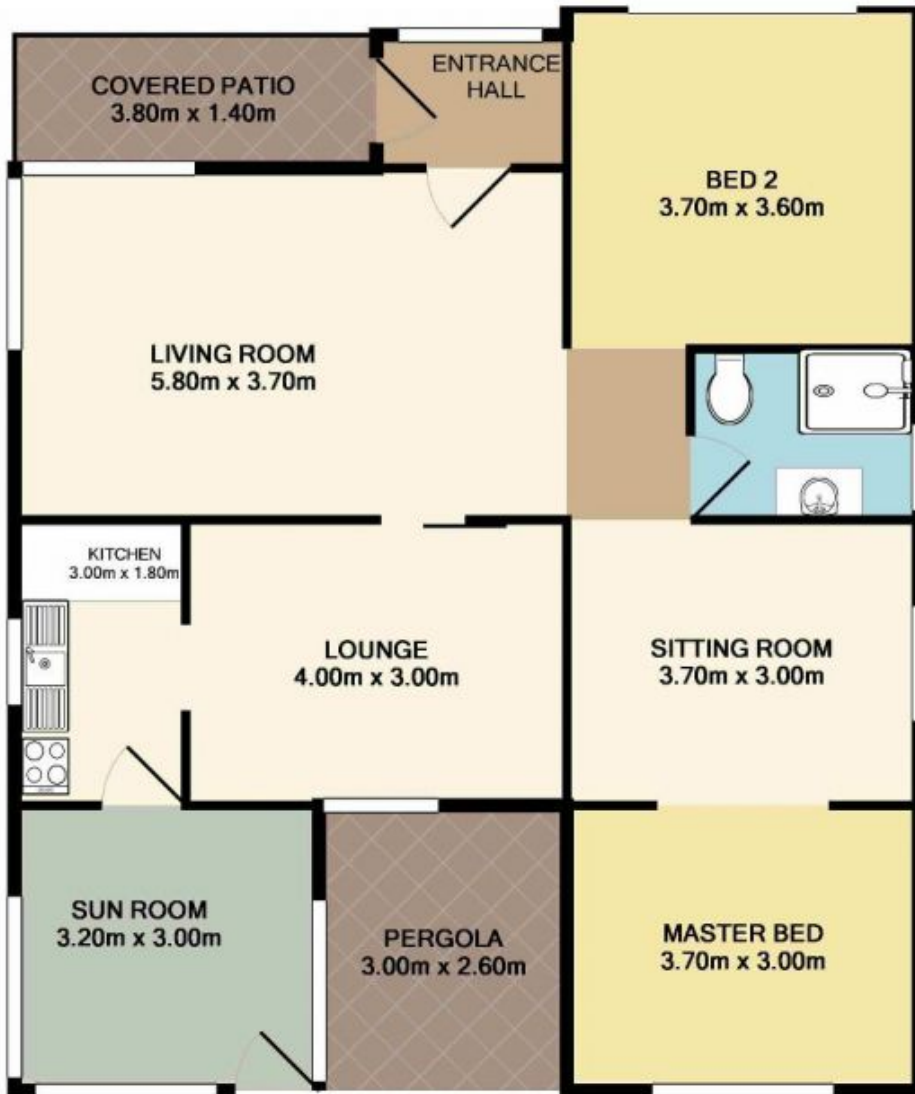 COVERED PATIO
3.80m x 1.40m
ENTRANCE
HALL
BED 2
3.70m x 3.60m
LIVING ROOM
5.80m x 3.70m
KITCHEN
3.00m x 1.80m
LOUNGE
4.00m x 3.00m
SITTING ROOM
3.70m x 3.00m
SUN ROOM
3.20m x 3.00m
PERGOLA
3.00m x 2.60m
MASTER BED
3.70m x 3.00m